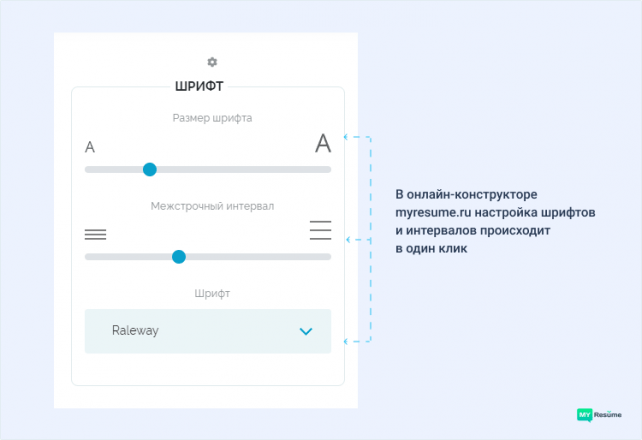 ШРИФТ
Размер шрифта
A A
Межстрочный интервал
Шрифт
Raleway
В онлайн-конструкторе
myresume.ru настройка шрифтов
и интервалов происходит
в один клик
MY Resume